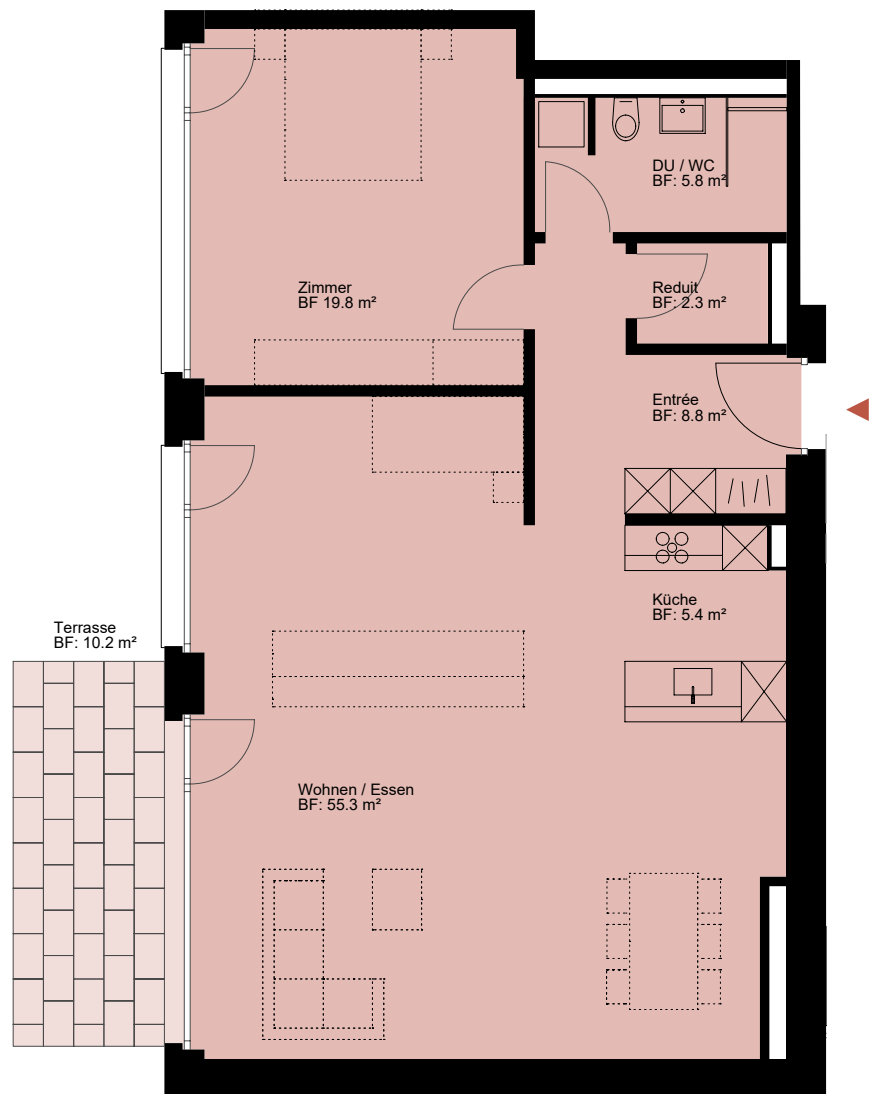 DU / WC
BF: 5.8 m²
Zimmer
BF 19.8 m²
Reduit
BF: 2.3 m²
Entrée
BF: 8.8 m²
Küche
BF: 5.4 m²
Terrasse
BF: 10.2 m²
Wohnen / Essen
BF: 55.3 m²